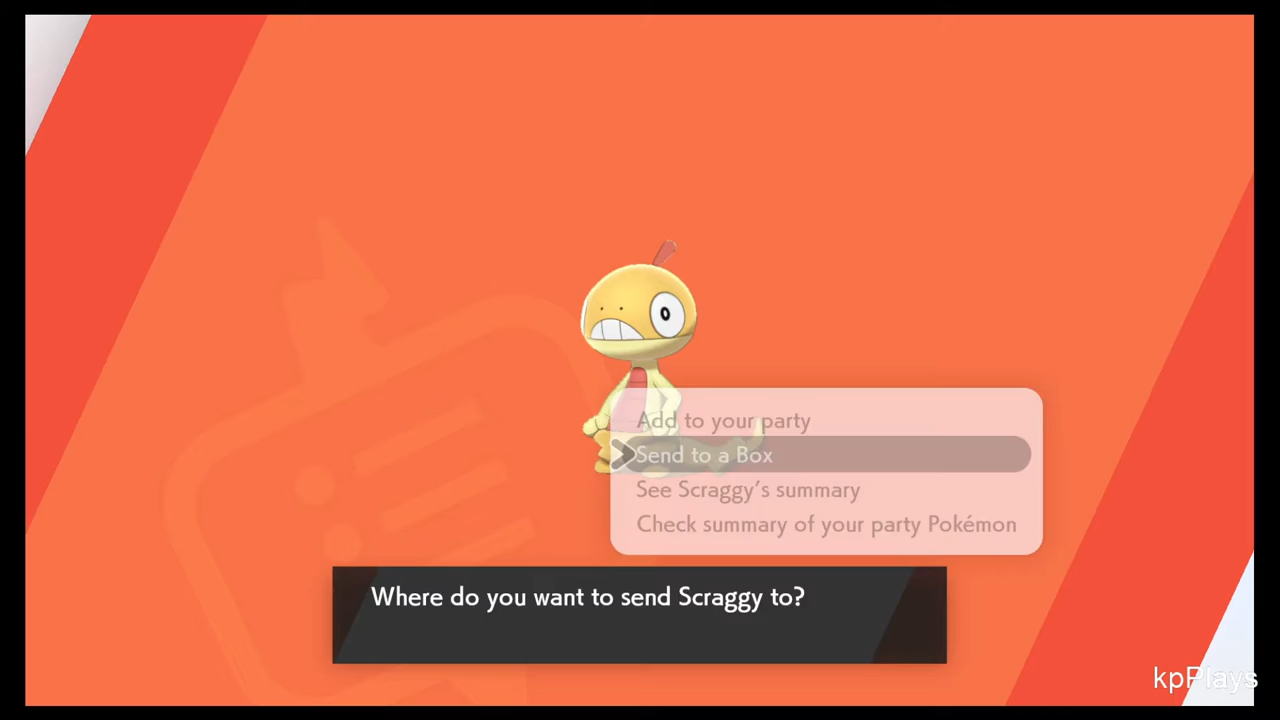 Add to your party
Send to a Box
See Scraggy's summary
Check summary of your party Pokémon
Where do you want to send Scraggy to?
kpPlays